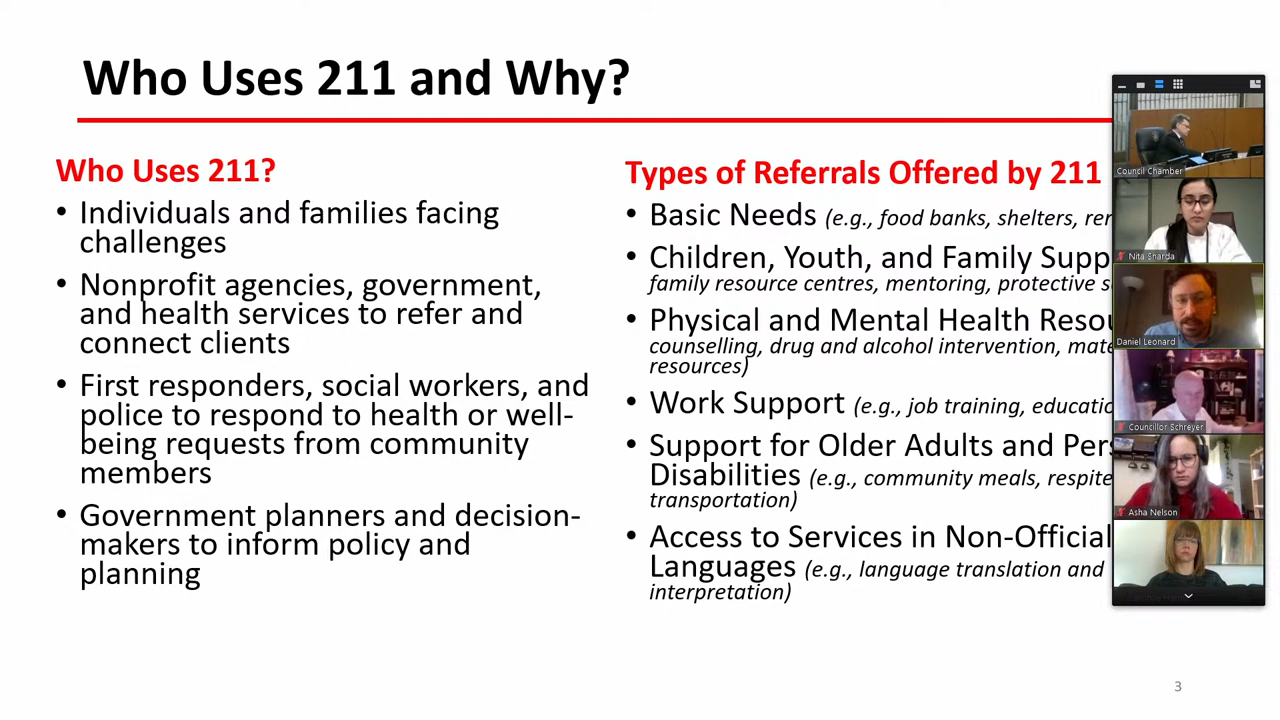 Who Uses 211 and Why?
Who Uses 211?
• Individuals and families facing
challenges
• Nonprofit agencies, government,
and health services to refer and
connect clients
• First responders, social workers, and
police to respond to health or well-
being requests from community
members
• Government planners and decision-
makers to inform policy and
planning
Types of Referrals Offered by 211
• Basic Needs (e.g., food banks, shelters,
• Children, Youth, and Family
family resource centres, mentoring, protective
• Physical and Mental Health
counselling, drug and alcohol intervention,
resources)
• Work Support (e.g., job training,
• Support for Older Adults and
Disabilities (e.g., community meals, respite
transportation)
• Access to Services in Non-Official
Languages (e.g., language translation and
interpretation)
Council Chamber
Nita Sharda
Daniel Leonard
Councillor Schreyer
Asha Nelson
3